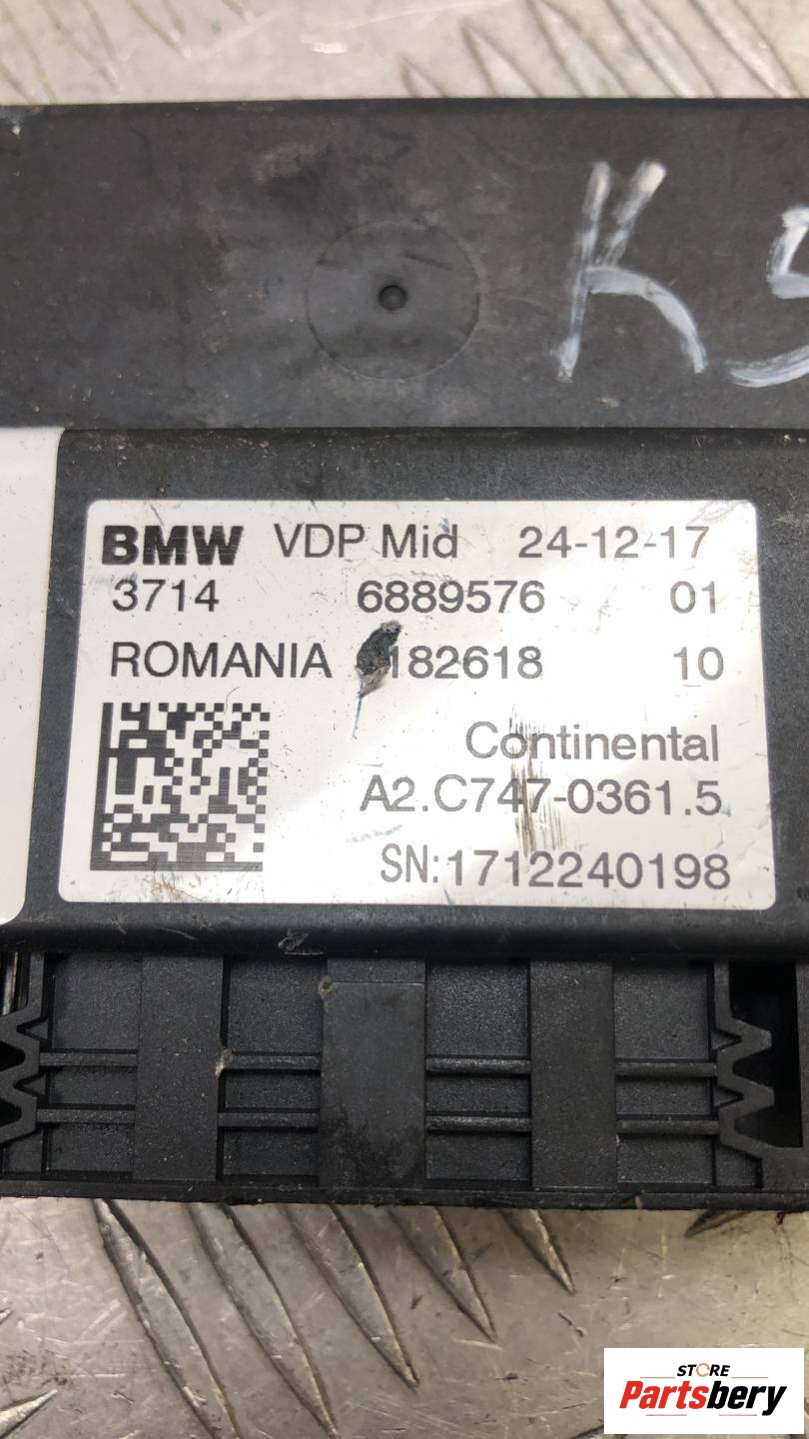 K5
BMW VDP Mid 24-12-17
3714 6889576 01
ROMANIA 182618 10
Continental
A2.C747-0361.5
SN:1712240198
STORE
Partsbery